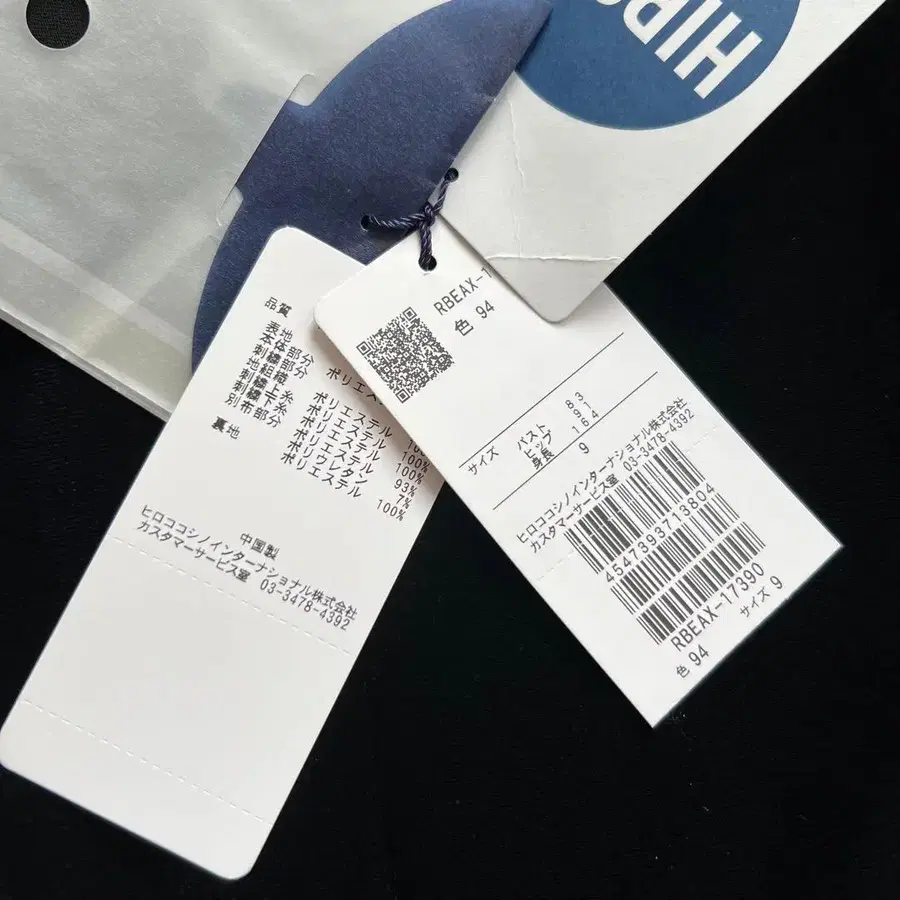 HIRO
品質
表地
本体部分
刺繍部分
地組織 ポリエス
刺繍上糸 ポリエステル 100
刺繍下糸 ポリエステル 100%
別布部分 ポリエステル 100%
ポリエステル 93%
ポリウレタン 7%
裏地 ポリエステル 100%
中国製
ヒロココシノインターナショナル株式会社
カスタマーサービス室 03-3478-4392
RBEAX-1
色 94
サイズ
バスト 83
ヒップ 91
身長 164
9
ヒロココシノインターナショナル株式会社
カスタマーサービス室 03-3478-4392
4547393713804
RBEAX-17390
色 94 サイズ 9